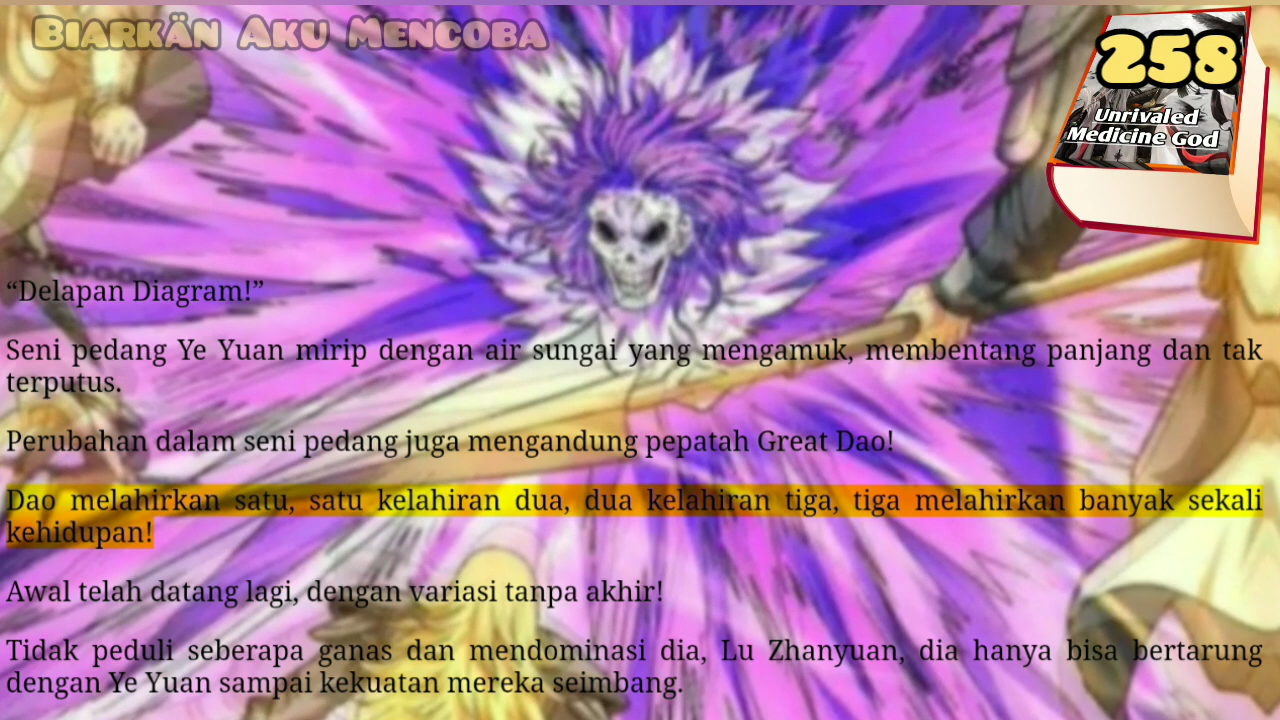 Biarkän Aku Mencoba
258
Unrivaled
Medicine God
“Delapan Diagram!”
Seni pedang Ye Yuan mirip dengan air sungai yang mengamuk, membentang panjang dan tak
terputus.
Perubahan dalam seni pedang juga mengandung pepatah Great Dao!
Dao melahirkan satu, satu kelahiran dua, dua kelahiran tiga, tiga melahirkan banyak sekali
kehidupan!
Awal telah datang lagi, dengan variasi tanpa akhir!
Tidak peduli seberapa ganas dan mendominasi dia, Lu Zhanyuan, dia hanya bisa bertarung
dengan Ye Yuan sampai kekuatan mereka seimbang.